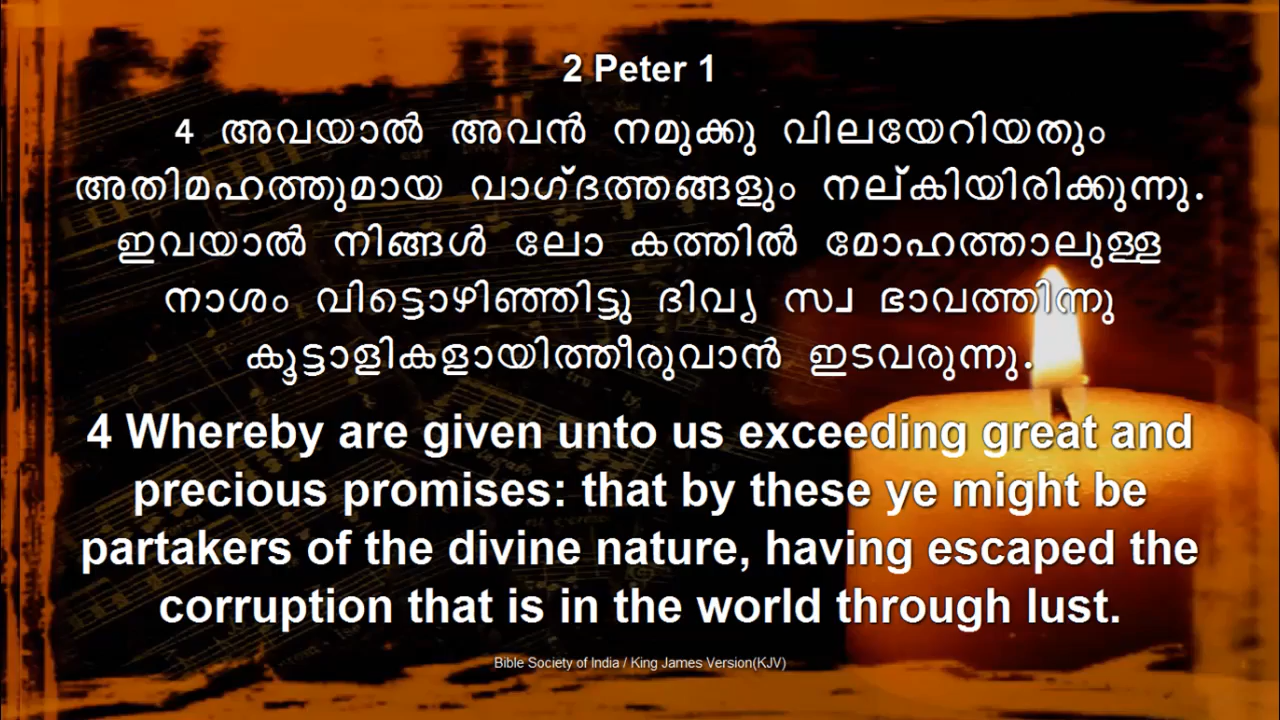 2 Peter 1
4 അവയാൽ അവൻ നമുക്കു വിലയേറിയതും
അതിമഹത്തുമായ വാഗ്ദത്തങ്ങളും നല്കിയിരിക്കുന്നു.
ഇവയാൽ നിങ്ങൾ ലോ കത്തിൽ മോഹത്താലുള്ള
നാശം വിട്ടൊഴിഞ്ഞിട്ടു ദിവ്യ സ്വ ഭാവത്തിന്നു
കൂട്ടാളികളായിത്തീരുവാൻ ഇടവരുന്നു.
4 Whereby are given unto us exceeding great and
precious promises: that by these ye might be
partakers of the divine nature, having escaped the
corruption that is in the world through lust.
Bible Society of India / King James Version(KJV)